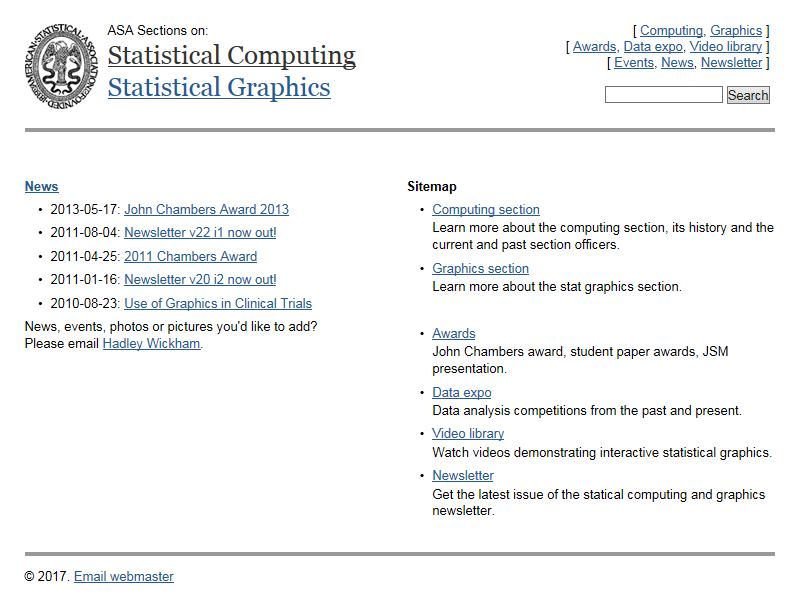 ASA Sections on:
Statistical Computing
Statistical Graphics
[ Computing, Graphics ]
[ Awards, Data expo, Video library ]
[ Events, News, Newsletter ]
Search
News
• 2013-05-17: John Chambers Award 2013
• 2011-08-04: Newsletter v22 i1 now out!
• 2011-04-25: 2011 Chambers Award
• 2011-01-16: Newsletter v20 i2 now out!
• 2010-08-23: Use of Graphics in Clinical Trials
News, events, photos or pictures you'd like to add?
Please email Hadley Wickham.
Sitemap
• Computing section
Learn more about the computing section, its history and the
current and past section officers.
• Graphics section
Learn more about the stat graphics section.
• Awards
John Chambers award, student paper awards, JSM
presentation.
• Data expo
Data analysis competitions from the past and present.
• Video library
Watch videos demonstrating interactive statistical graphics.
• Newsletter
Get the latest issue of the statical computing and graphics
newsletter.
© 2017. Email webmaster